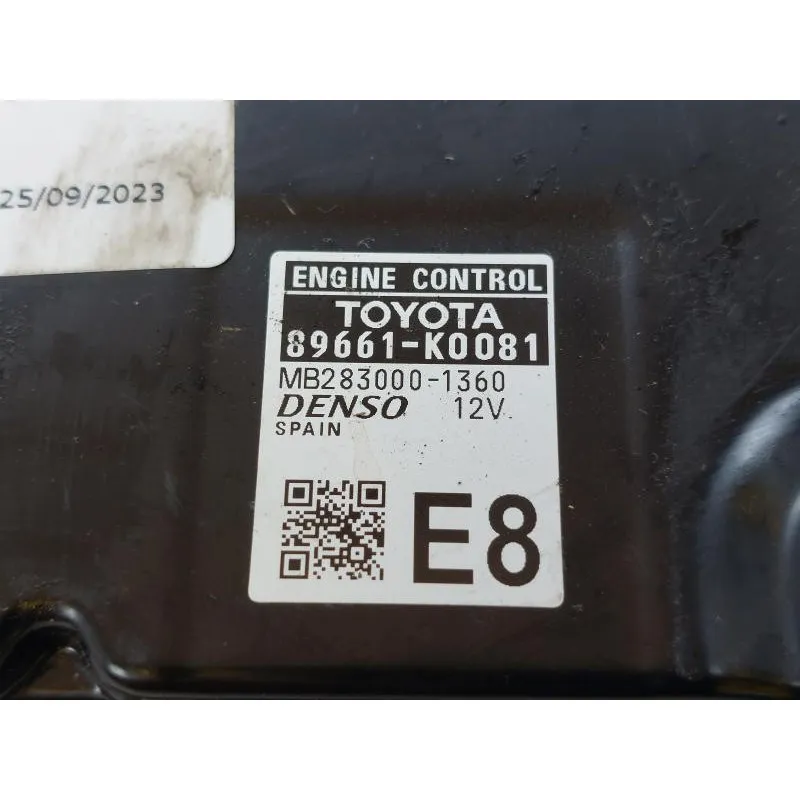 25/09/2023
ENGINE CONTROL
TOYOTA
89661-K0081
MB283000-1360
DENSO 12V
SPAIN
E8